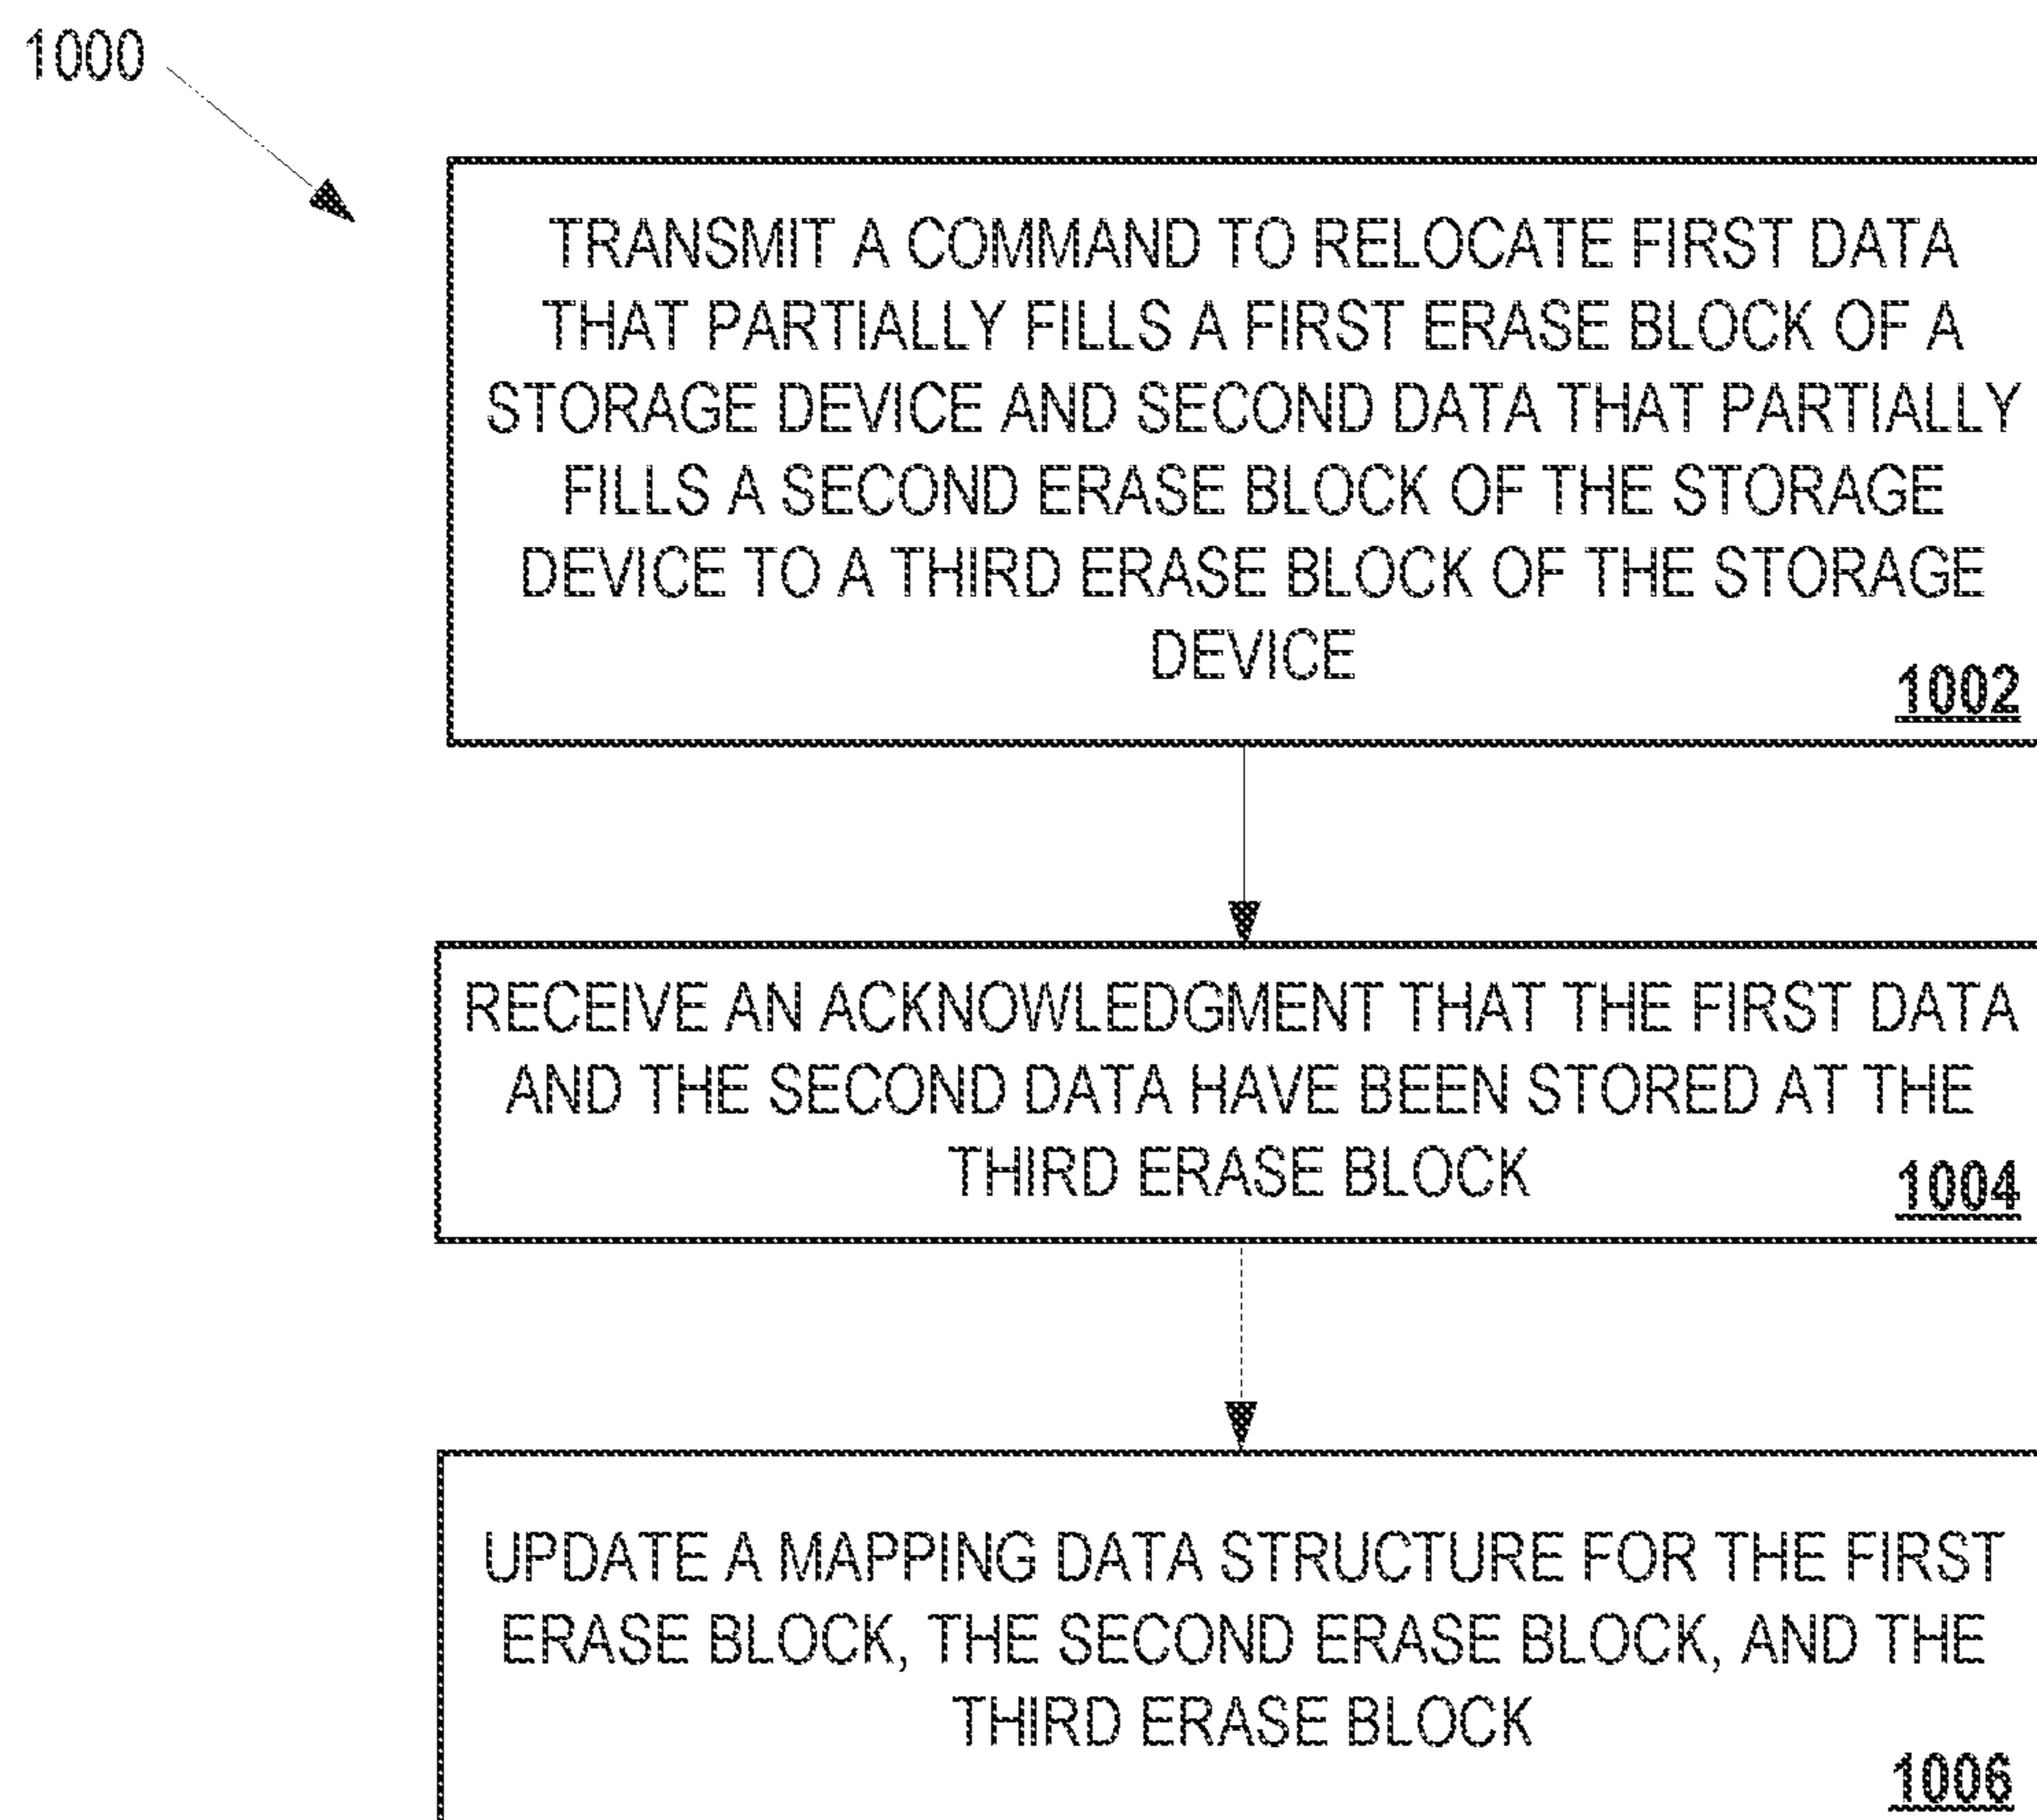 1000
TRANSMIT A COMMAND TO RELOCATE FIRST DATA
THAT PARTIALLY FILLS A FIRST ERASE BLOCK OF A
STORAGE DEVICE AND SECOND DATA THAT PARTIALLY
FILLS A SECOND ERASE BLOCK OF THE STORAGE
DEVICE TO A THIRD ERASE BLOCK OF THE STORAGE
DEVICE
1002
RECEIVE AN ACKNOWLEDGMENT THAT THE FIRST DATA
AND THE SECOND DATA HAVE BEEN STORED AT THE
THIRD ERASE BLOCK
1004
UPDATE A MAPPING DATA STRUCTURE FOR THE FIRST
ERASE BLOCK, THE SECOND ERASE BLOCK, AND THE
THIRD ERASE BLOCK
1006